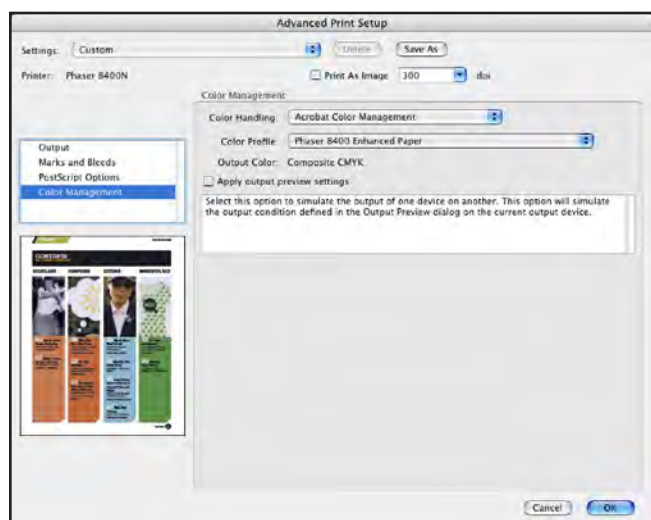 Advanced Print Setup
Settings: Custom Delete Save As
Printer: Phaser 8400N Print As Image 300 dpi
Color Management
Color Handling: Acrobat Color Management
Color Profile: Phaser 8400 Enhanced Paper
Output Color: Composite CMYK
Apply output preview settings
Select this option to simulate the output of one device on another. This option will simulate
the output condition defined in the Output Preview dialog on the current output device.
Output
Marks and Bleeds
PostScript Options
Color Management
CONTENTS
Cancel OK